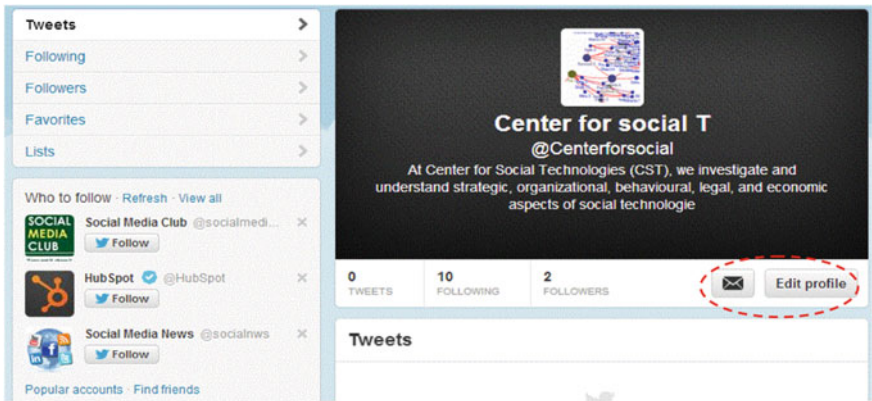 Tweets
Following
Followers
Favorites
Lists
Who to follow · Refresh · View all
SOCIAL
MEDIA
CLUB
Social Media Club @socialmedi...
Follow
HubSpot @HubSpot
Follow
Social Media News @socialnws
Follow
Popular accounts · Find friends
Center for social T
@Centerforsocial
At Center for Social Technologies (CST), we investigate and
understand strategic, organizational, behavioural, legal, and economic
aspects of social technologie
0 10 2
TWEETS FOLLOWING FOLLOWERS
Edit profile
Tweets